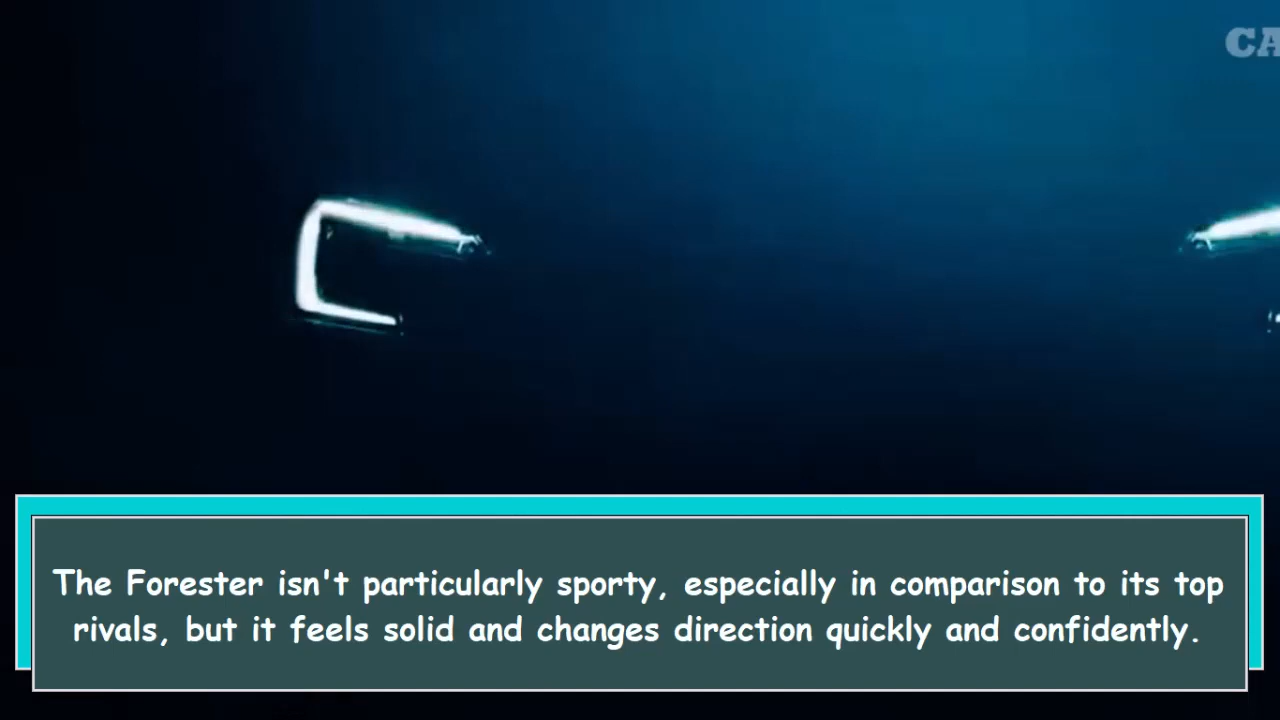 CA
The Forester isn't particularly sporty, especially in comparison to its top
rivals, but it feels solid and changes direction quickly and confidently.